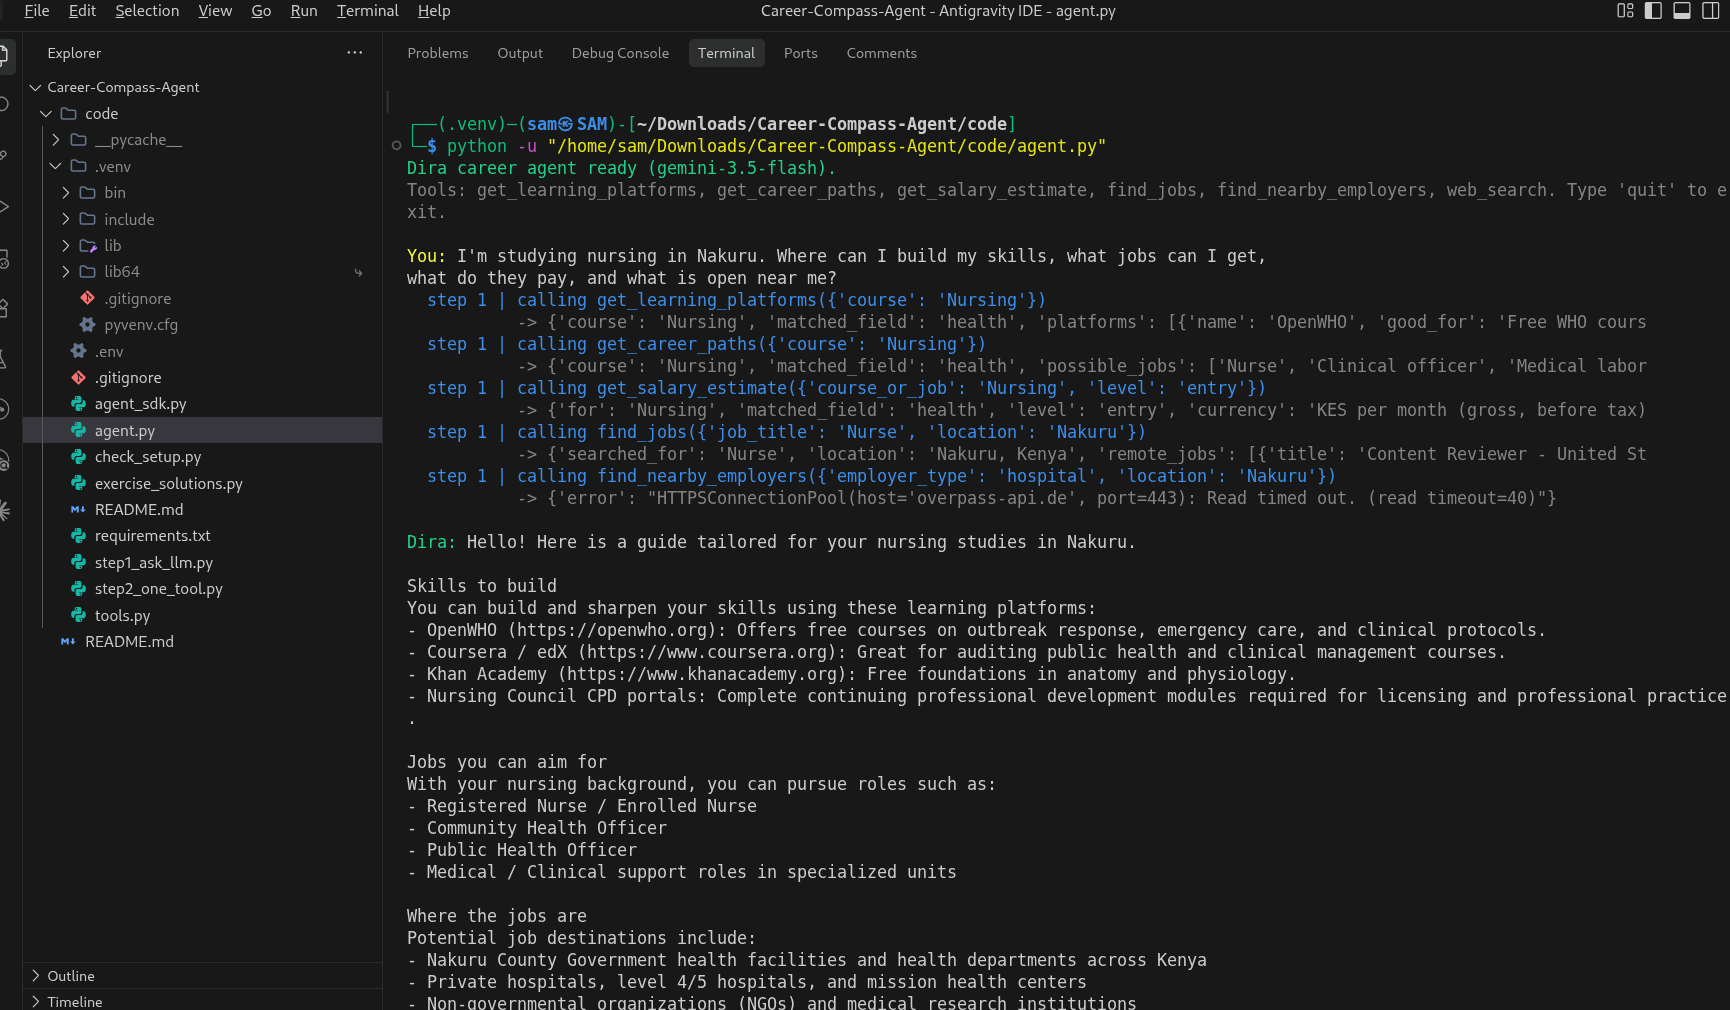 File Edit Selection View Go Run Terminal Help
Career-Compass-Agent - Antigravity IDE - agent.py
Explorer
Career-Compass-Agent
code
__pycache__
.venv
bin
include
lib
lib64
.gitignore
pyvenv.cfg
.env
.gitignore
agent_sdk.py
agent.py
check_setup.py
exercise_solutions.py
README.md
requirements.txt
step1_ask_llm.py
step2_one_tool.py
tools.py
README.md
Outline
Timeline
Problems Output Debug Console Terminal Ports Comments
┌──(.venv)─(sam㉿SAM)-[~/Downloads/Career-Compass-Agent/code]
└─$ python -u "/home/sam/Downloads/Career-Compass-Agent/code/agent.py"
Dira career agent ready (gemini-3.5-flash).
Tools: get_learning_platforms, get_career_paths, get_salary_estimate, find_jobs, find_nearby_employers, web_search. Type 'quit' to e
xit.
You: I'm studying nursing in Nakuru. Where can I build my skills, what jobs can I get,
what do they pay, and what is open near me?
step 1 | calling get_learning_platforms({'course': 'Nursing'})
-> {'course': 'Nursing', 'matched_field': 'health', 'platforms': [{'name': 'OpenWHO', 'good_for': 'Free WHO cours
step 1 | calling get_career_paths({'course': 'Nursing'})
-> {'course': 'Nursing', 'matched_field': 'health', 'possible_jobs': ['Nurse', 'Clinical officer', 'Medical labor
step 1 | calling get_salary_estimate({'course_or_job': 'Nursing', 'level': 'entry'})
-> {'for': 'Nursing', 'matched_field': 'health', 'level': 'entry', 'currency': 'KES per month (gross, before tax)
step 1 | calling find_jobs({'job_title': 'Nurse', 'location': 'Nakuru'})
-> {'searched_for': 'Nurse', 'location': 'Nakuru, Kenya', 'remote_jobs': [{'title': 'Content Reviewer - United St
step 1 | calling find_nearby_employers({'employer_type': 'hospital', 'location': 'Nakuru'})
-> {'error': "HTTPSConnectionPool(host='overpass-api.de', port=443): Read timed out. (read timeout=40)"}
Dira: Hello! Here is a guide tailored for your nursing studies in Nakuru.
Skills to build
You can build and sharpen your skills using these learning platforms:
- OpenWHO (https://openwho.org): Offers free courses on outbreak response, emergency care, and clinical protocols.
- Coursera / edX (https://www.coursera.org): Great for auditing public health and clinical management courses.
- Khan Academy (https://www.khanacademy.org): Free foundations in anatomy and physiology.
- Nursing Council CPD portals: Complete continuing professional development modules required for licensing and professional practice
.
Jobs you can aim for
With your nursing background, you can pursue roles such as:
- Registered Nurse / Enrolled Nurse
- Community Health Officer
- Public Health Officer
- Medical / Clinical support roles in specialized units
Where the jobs are
Potential job destinations include:
- Nakuru County Government health facilities and health departments across Kenya
- Private hospitals, level 4/5 hospitals, and mission health centers
- Non-governmental organizations (NGOs) and medical research institutions